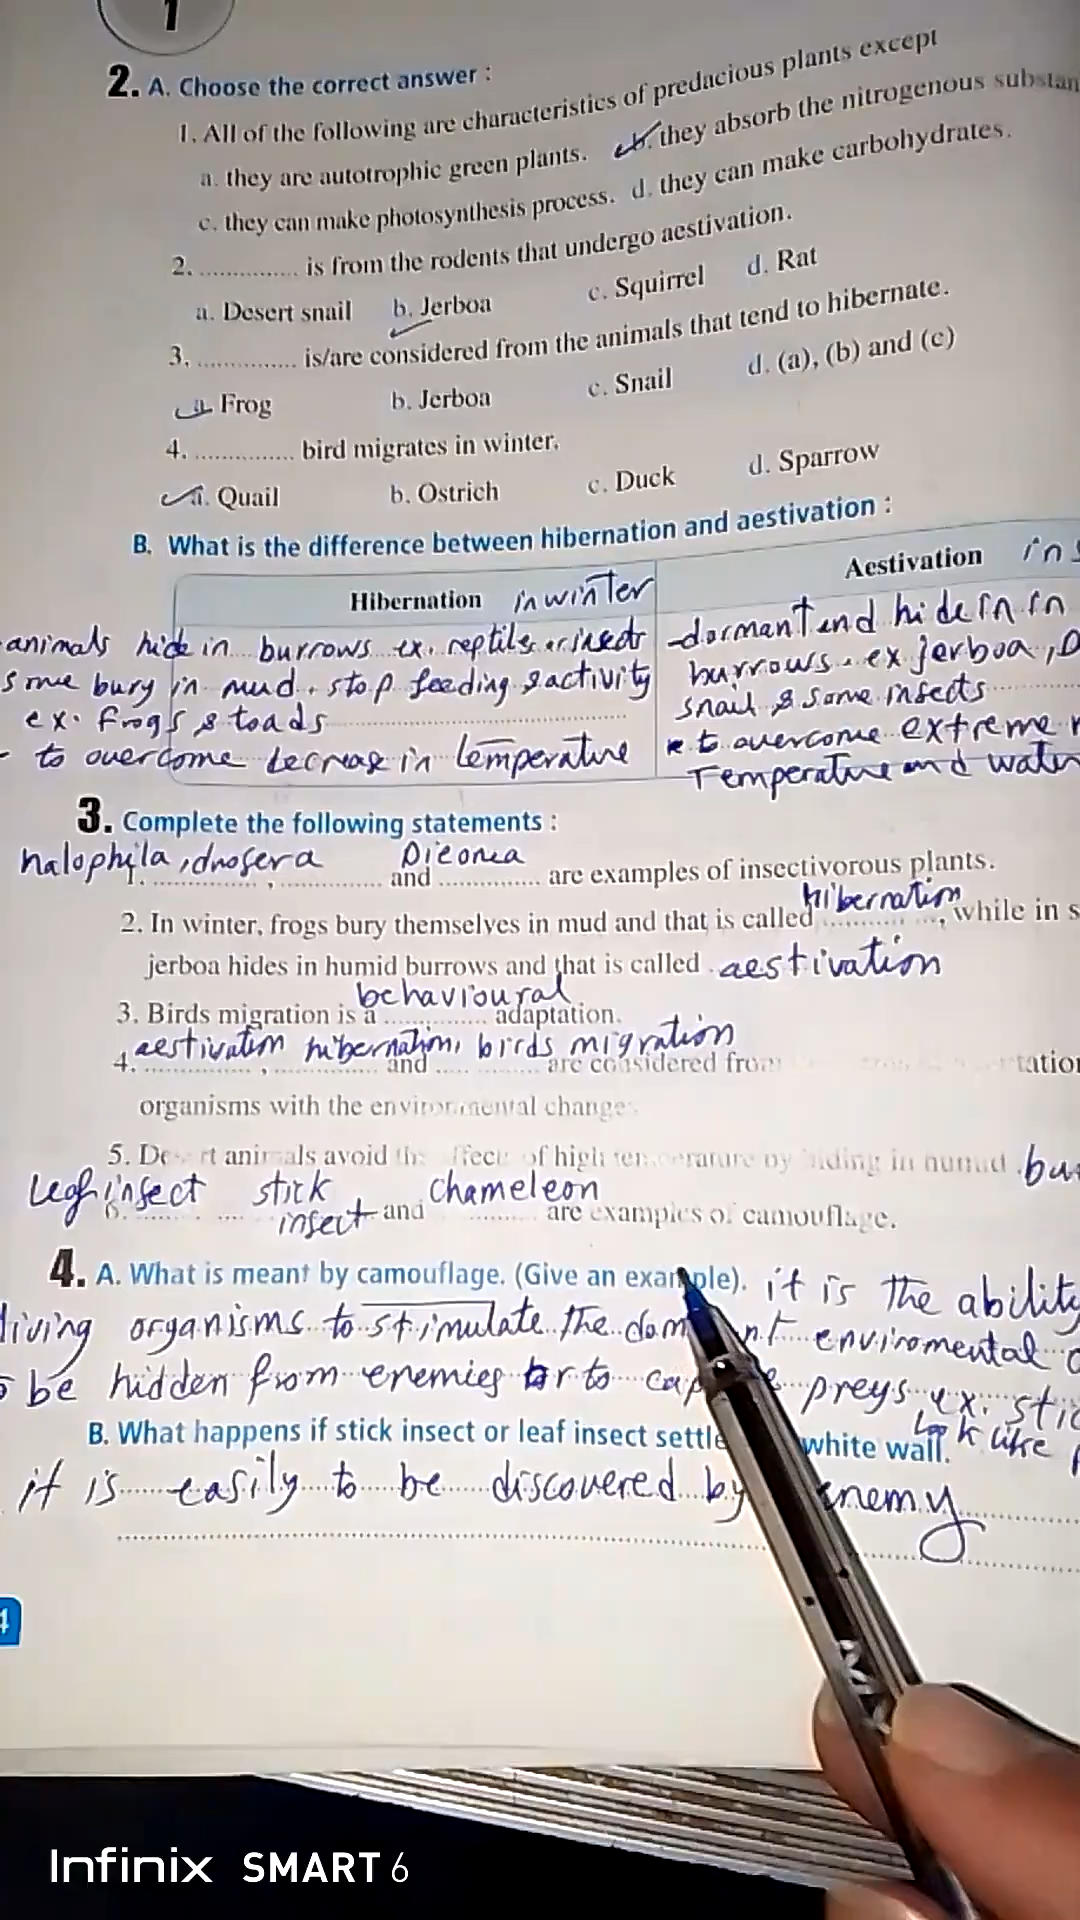 1
2. A. Choose the correct answer :
1. All of the following are characteristics of predacious plants except
a. they are autotrophic green plants. b. they absorb the nitrogenous substan
c. they can make photosynthesis process. d. they can make carbohydrates.
2. ............... is from the rodents that undergo aestivation.
a. Desert snail b. Jerboa c. Squirrel d. Rat
3. ............... is/are considered from the animals that tend to hibernate.
a. Frog b. Jerboa c. Snail d. (a), (b) and (c)
4. ............... bird migrates in winter.
a. Quail b. Ostrich c. Duck d. Sparrow
B. What is the difference between hibernation and aestivation :
Hibernation in winter Aestivation in s
animals hide in burrows ex. reptiles or insects
some bury in mud. stop feeding & activity
ex. frogs & toads
- to overcome decrease in temperature
-dormant and hide in in
burrows. ex jerboa, D
snail & some insects
to overcome extreme
Temperature and water
3. Complete the following statements :
halophila, drosera Dieonea
1. ............... , ............... and ............... are examples of insectivorous plants.
hibernation
2. In winter, frogs bury themselves in mud and that is called ..............., while in s
jerboa hides in humid burrows and that is called aestivation
behavioural
3. Birds migration is a ............... adaptation.
aestivation hibernation, birds migration
4. ............... , ............... and ............... are considered from tation
organisms with the environmental changes
5. Desert animals avoid the effect of high temperature by hiding in humid bu
Leaf insect stick insect chameleon
6. ............... and ............... are examples of camouflage.
4. A. What is meant by camouflage. (Give an example). it is the ability
living organisms to stimulate the dom nt enviromental
be hidden from enemies or to cap e preys ex. stic
Look like
B. What happens if stick insect or leaf insect settle white wall.
it is easily to be discovered by enemy
4
Infinix SMART 6